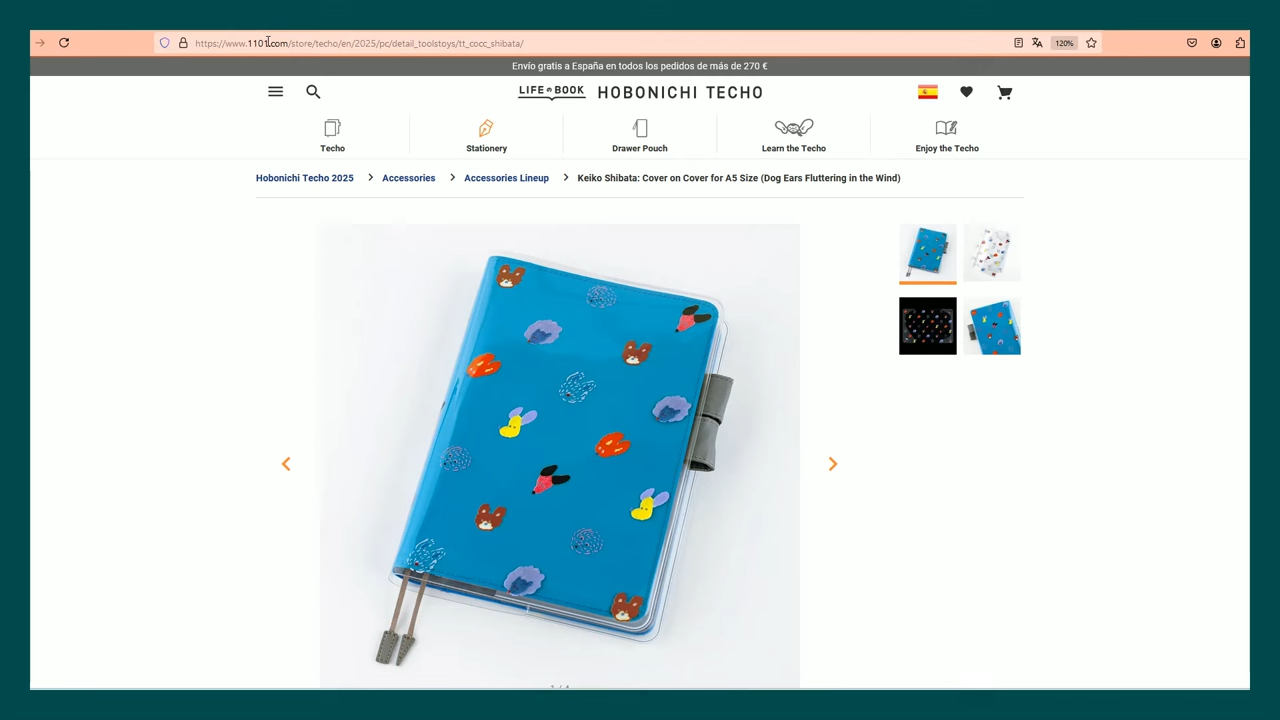 https://www.1101.com/store/techo/en/2025/pc/detail_toolstoys/tt_cocc_shibata/
120%
Envío gratis a España en todos los pedidos de más de 270 €
LIFE BOOK HOBONICHI TECHO
Techo
Stationery
Drawer Pouch
Learn the Techo
Enjoy the Techo
Hobonichi Techo 2025 > Accessories > Accessories Lineup > Keiko Shibata: Cover on Cover for A5 Size (Dog Ears Fluttering in the Wind)